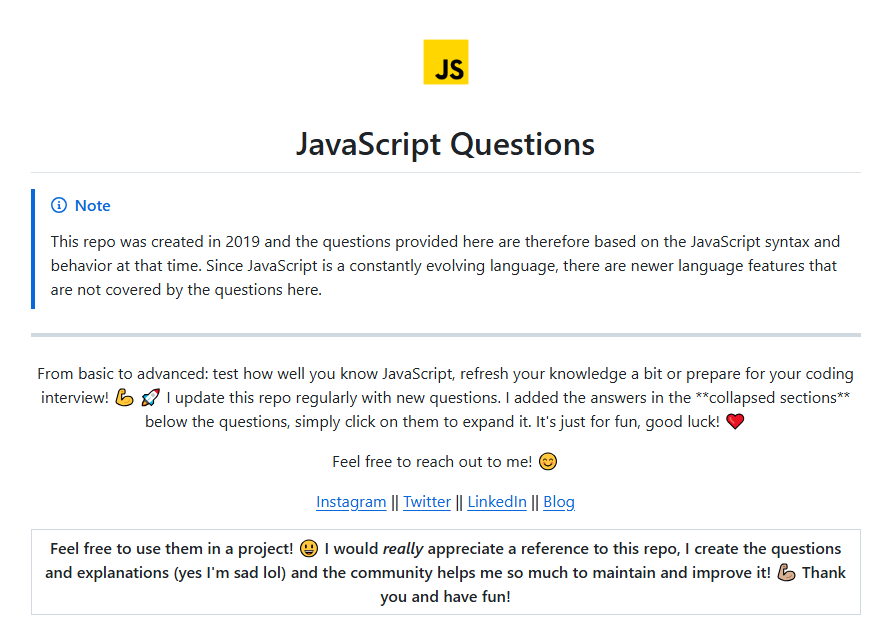 JS
JavaScript Questions
Note
This repo was created in 2019 and the questions provided here are therefore based on the JavaScript syntax and
behavior at that time. Since JavaScript is a constantly evolving language, there are newer language features that
are not covered by the questions here.
From basic to advanced: test how well you know JavaScript, refresh your knowledge a bit or prepare for your coding
interview! 💪 🚀 I update this repo regularly with new questions. I added the answers in the **collapsed sections**
below the questions, simply click on them to expand it. It's just for fun, good luck! ❤️
Feel free to reach out to me! 😊
Instagram || Twitter || LinkedIn || Blog
Feel free to use them in a project! 😃 I would really appreciate a reference to this repo, I create the questions
and explanations (yes I'm sad lol) and the community helps me so much to maintain and improve it! 💪🏼 Thank
you and have fun!